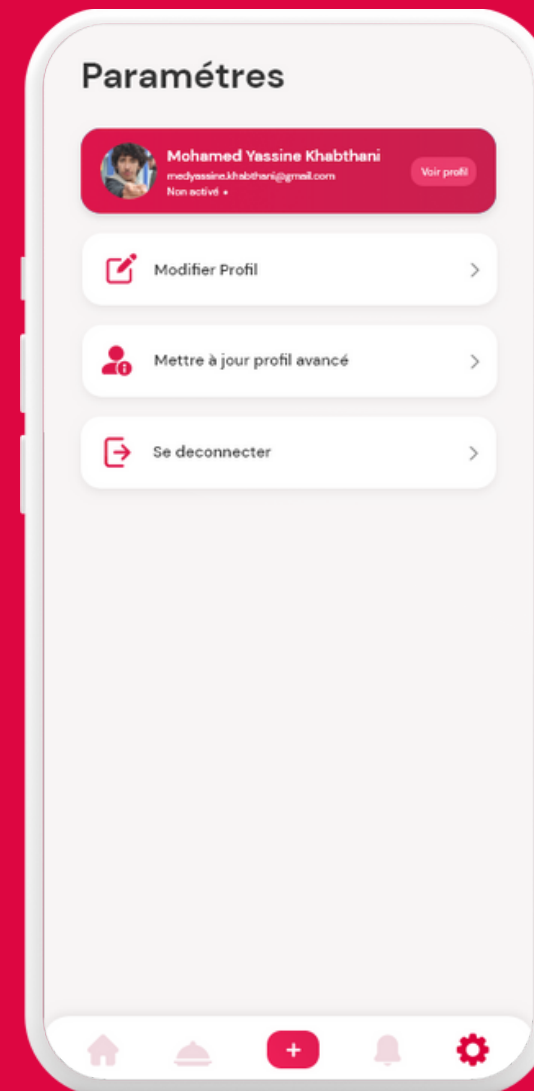 Paramétres
Mohamed Yassine Khabthani
medyassine.khabthani@gmail.com
Non activé •
Voir profil
Modifier Profil
Mettre à jour profil avancé
Se deconnecter